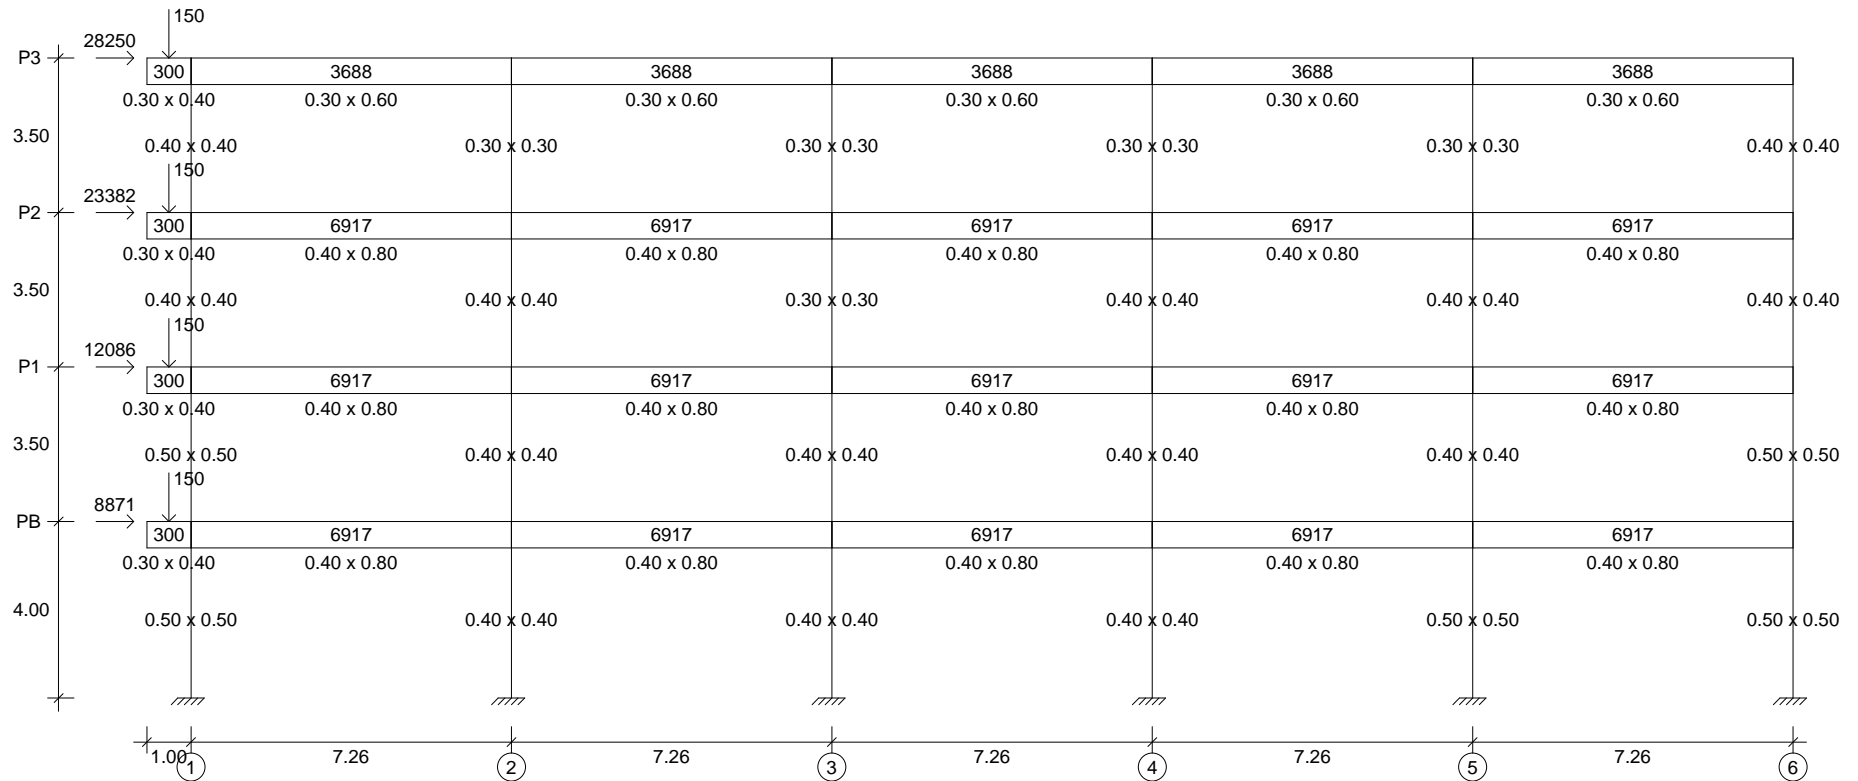 150
P3 28250
300 3688 3688 3688 3688 3688
0.30 x 0.40 0.30 x 0.60 0.30 x 0.60 0.30 x 0.60 0.30 x 0.60 0.30 x 0.60
3.50 0.40 x 0.40 0.30 x 0.30 0.30 x 0.30 0.30 x 0.30 0.30 x 0.30 0.40 x 0.40
150
P2 23382
300 6917 6917 6917 6917 6917
0.30 x 0.40 0.40 x 0.80 0.40 x 0.80 0.40 x 0.80 0.40 x 0.80 0.40 x 0.80
3.50 0.40 x 0.40 0.40 x 0.40 0.30 x 0.30 0.40 x 0.40 0.40 x 0.40 0.40 x 0.40
150
P1 12086
300 6917 6917 6917 6917 6917
0.30 x 0.40 0.40 x 0.80 0.40 x 0.80 0.40 x 0.80 0.40 x 0.80 0.40 x 0.80
3.50 0.50 x 0.50 0.40 x 0.40 0.40 x 0.40 0.40 x 0.40 0.40 x 0.40 0.50 x 0.50
150
PB 8871
300 6917 6917 6917 6917 6917
0.30 x 0.40 0.40 x 0.80 0.40 x 0.80 0.40 x 0.80 0.40 x 0.80 0.40 x 0.80
4.00 0.50 x 0.50 0.40 x 0.40 0.40 x 0.40 0.40 x 0.40 0.50 x 0.50 0.50 x 0.50
1.00 1 7.26 2 7.26 3 7.26 4 7.26 5 7.26 6